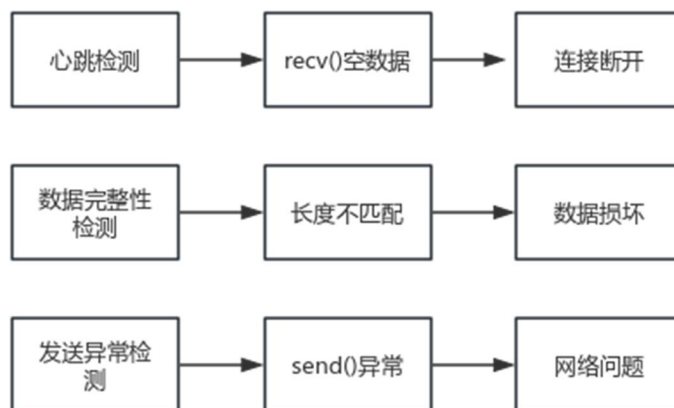 心跳检测
recv()空数据
连接断开
数据完整性
检测
长度不匹配
数据损坏
发送异常检
测
send()异常
网络问题